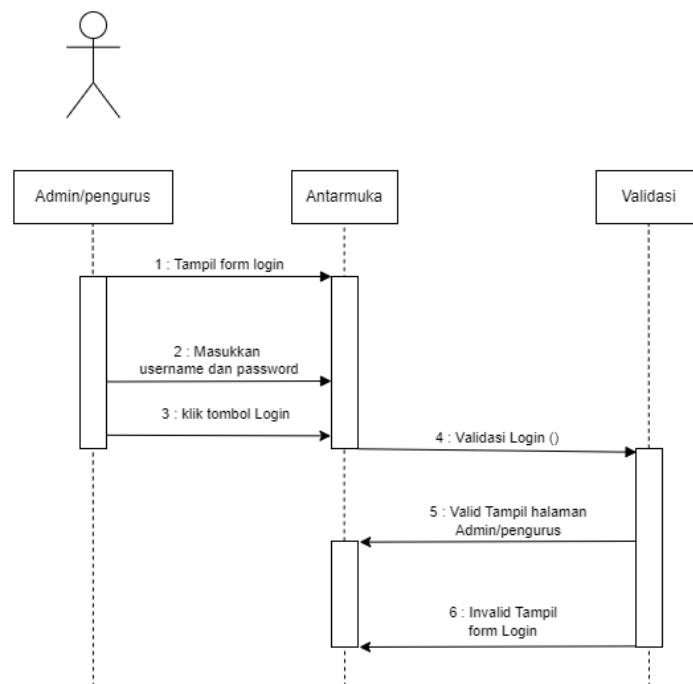 Admin/pengurus
Antarmuka
Validasi
1 : Tampil form login
2 : Masukkan
username dan password
3 : klik tombol Login
4 : Validasi Login ()
5 : Valid Tampil halaman
Admin/pengurus
6 : Invalid Tampil
form Login